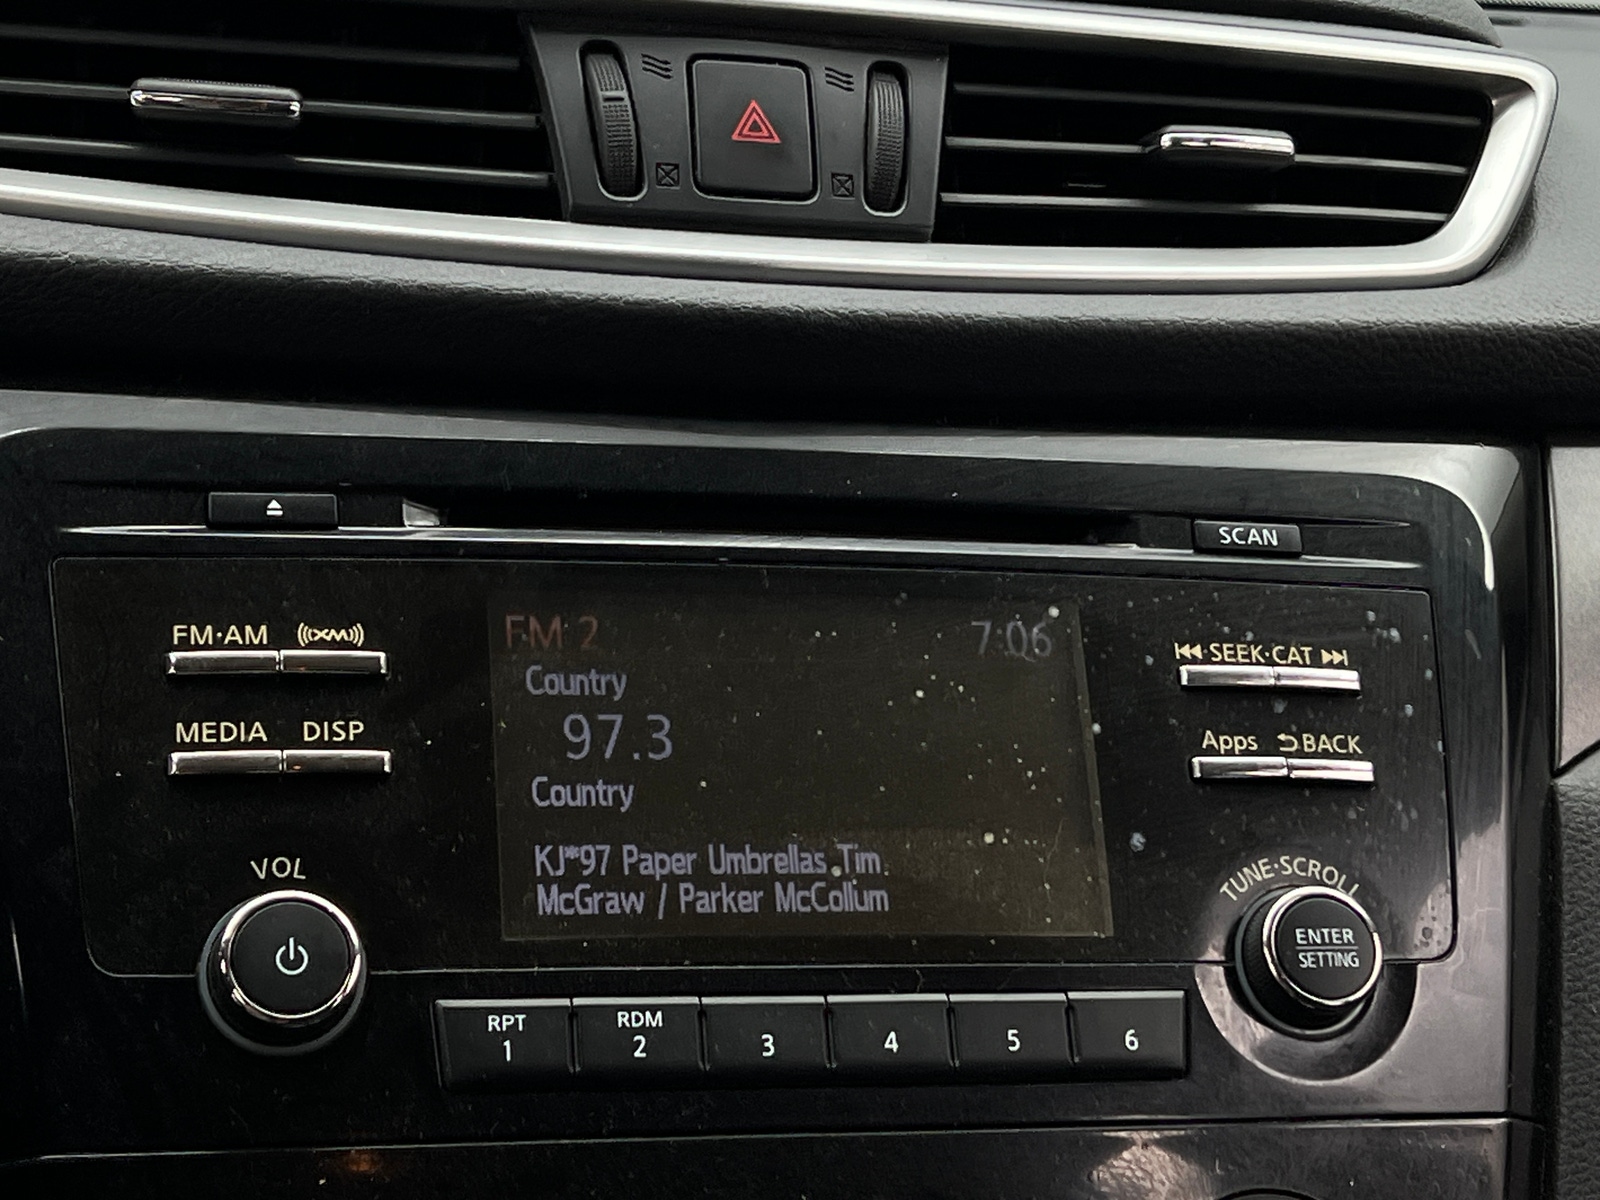 SCAN
FM·AM XM
SEEK·CAT
MEDIA DISP
Apps BACK
FM 2 7:06
Country
97.3
Country
KJ*97 Paper Umbrellas Tim
McGraw / Parker McCollum
VOL
TUNE·SCROLL
ENTER
SETTING
RPT
1
RDM
2
3
4
5
6